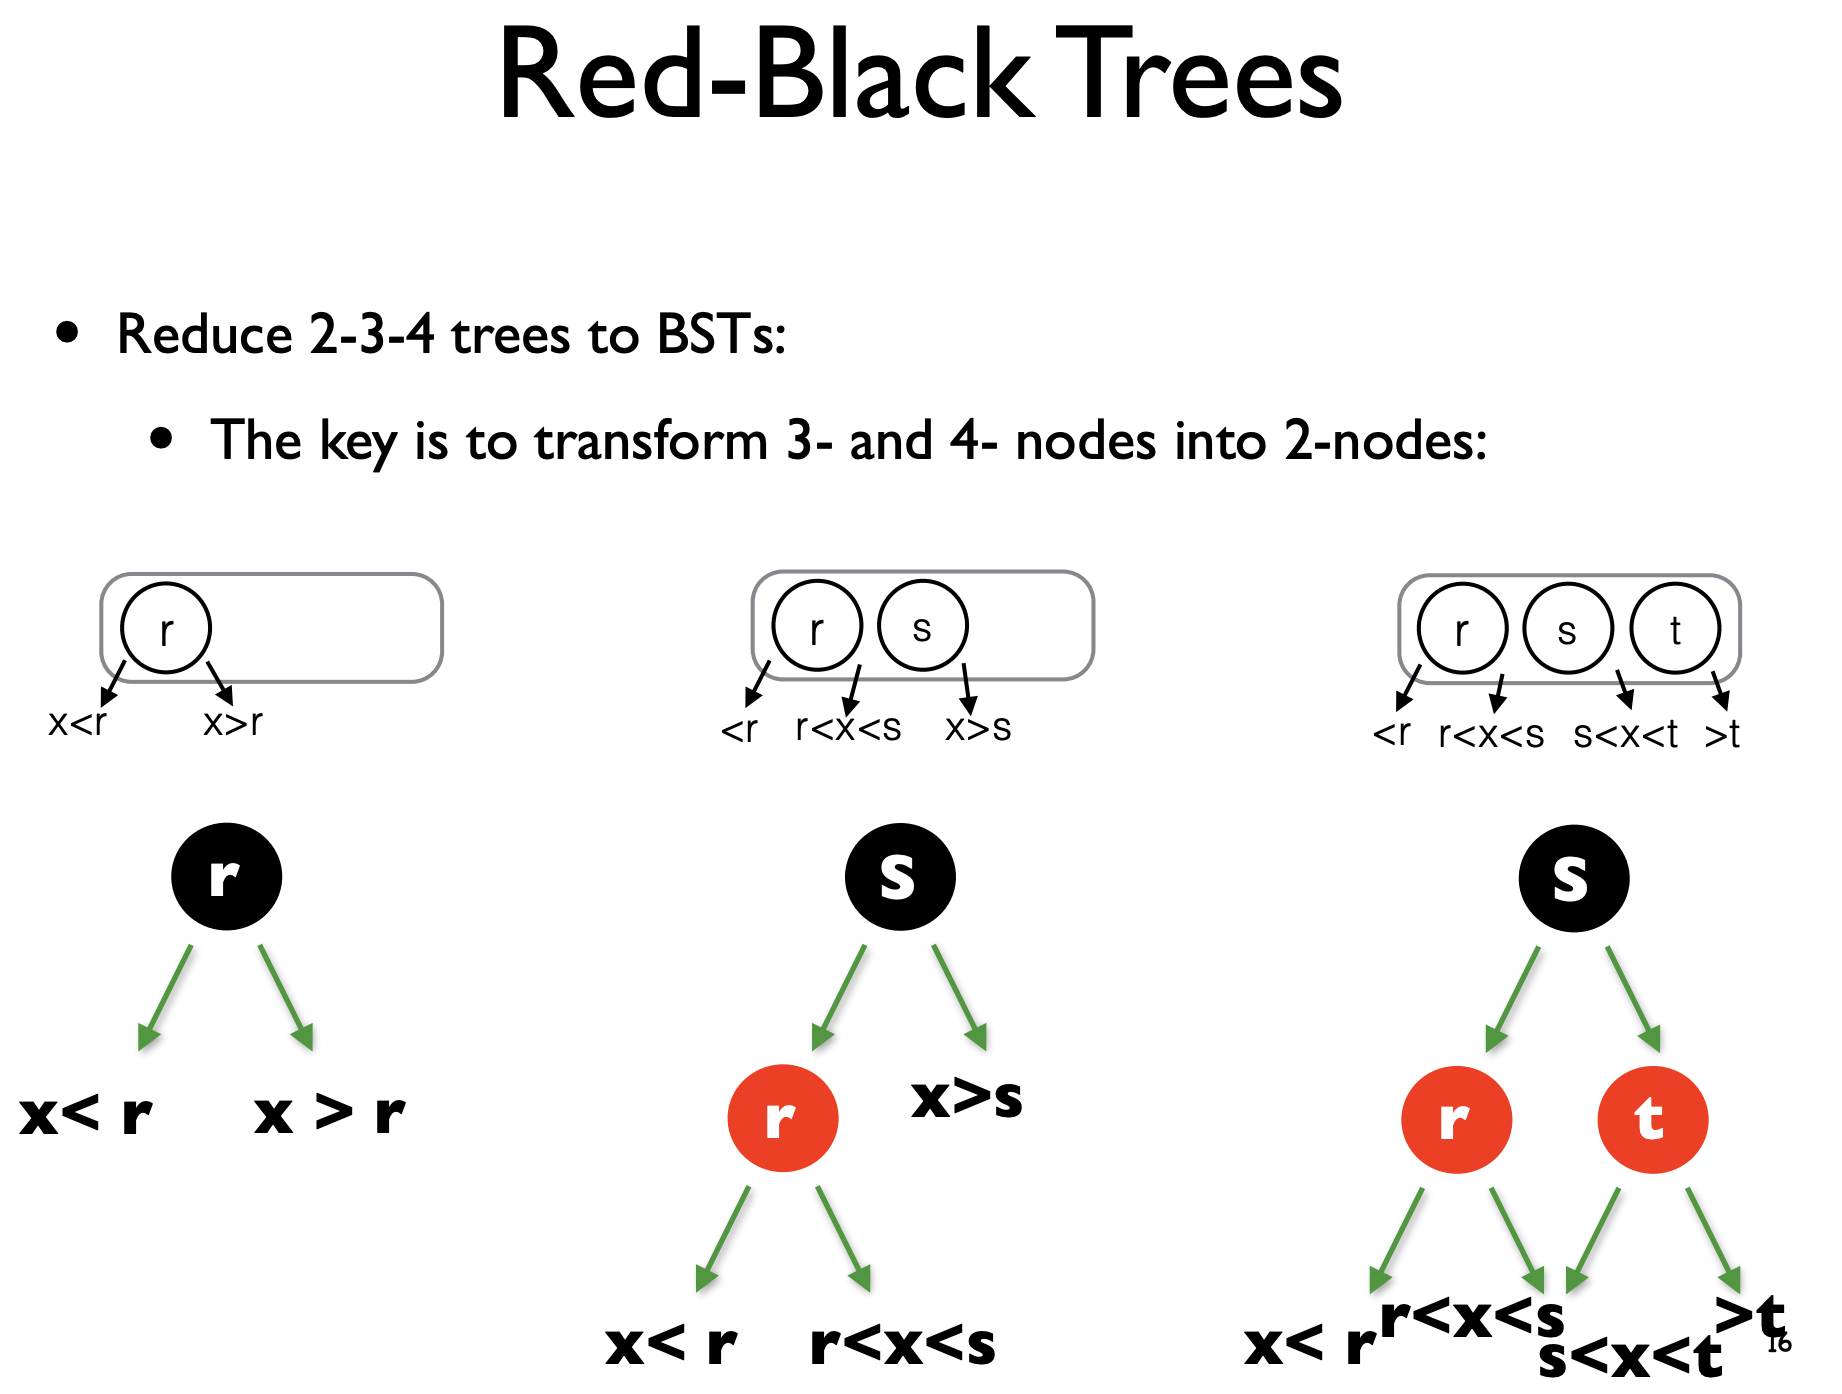 Red-Black Trees
• Reduce 2-3-4 trees to BSTs:
• The key is to transform 3- and 4- nodes into 2-nodes:
r
r s
r s t
x<r x>r
<r r<x<s x>s
<r r<x<s s<x<t >t
r
s
s
x< r x > r
r
x>s
r t
x< r r<x<s
x< r r<x<s s<x<t >t
16